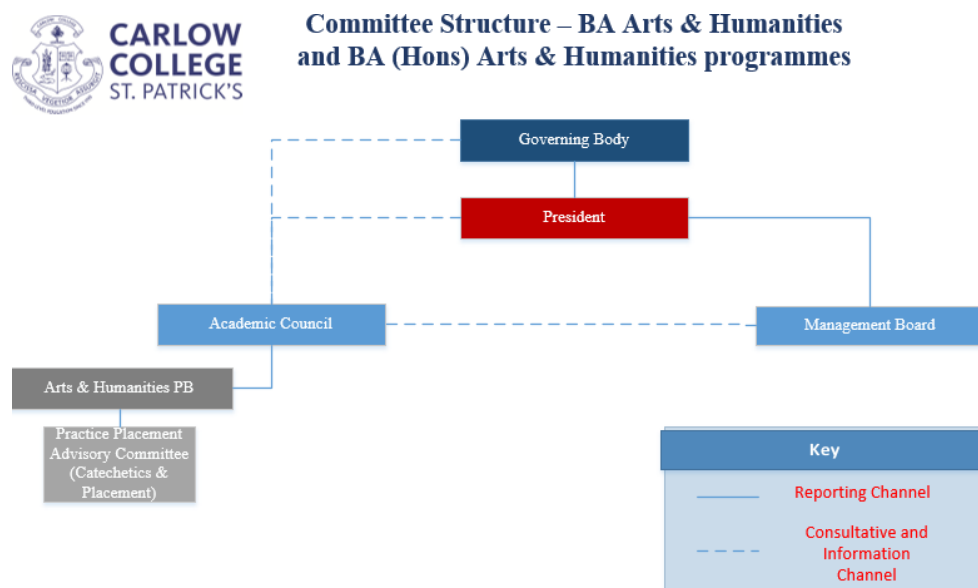 CARLOW
COLLEGE
ST. PATRICK'S
Committee Structure – BA Arts & Humanities
and BA (Hons) Arts & Humanities programmes
Governing Body
President
Academic Council
Management Board
Arts & Humanities PB
Practice Placement
Advisory Committee
(Catechetics &
Placement)
Key
Reporting Channel
Consultative and
Information
Channel